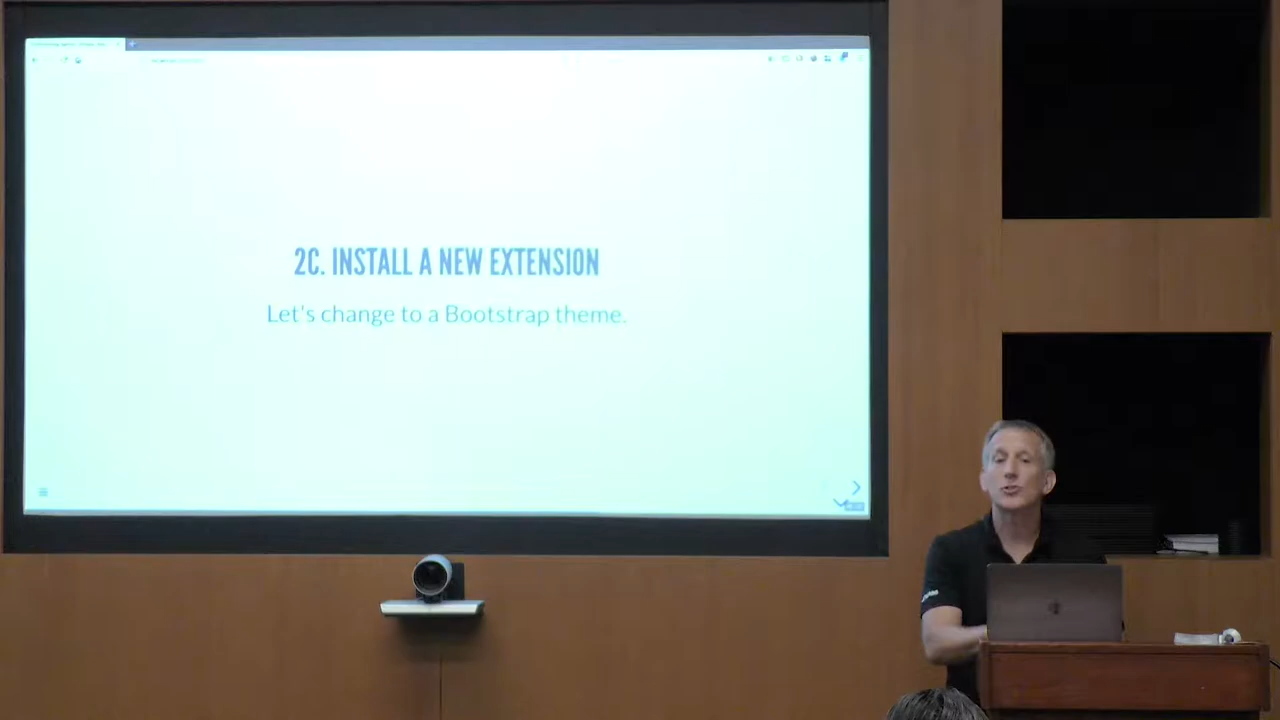 2C. INSTALL A NEW EXTENSION
Let's change to a Bootstrap theme.